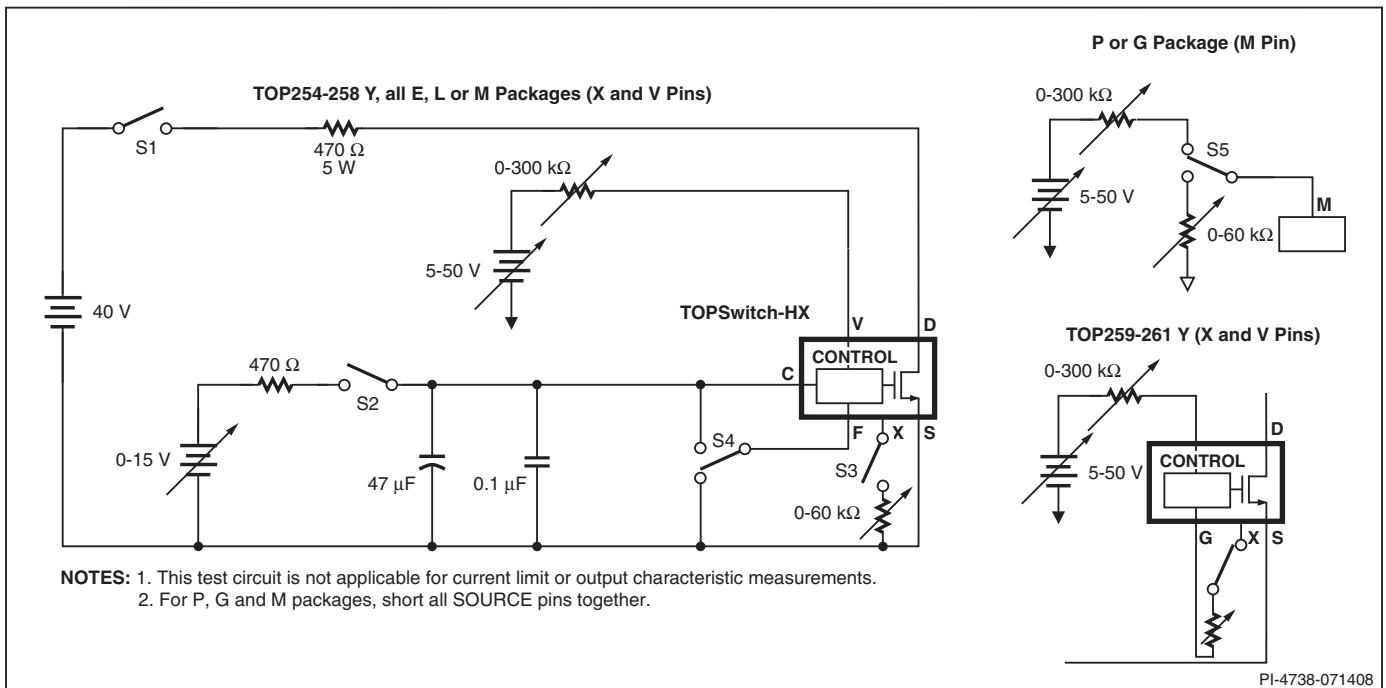 P or G Package (M Pin)
TOP254-258 Y, all E, L or M Packages (X and V Pins)
S1
470 Ω
5 W
0-300 kΩ
5-50 V
40 V
TOPSwitch-HX
V
D
CONTROL
C
F
X
S
470 Ω
S2
0-15 V
47 μF
0.1 μF
S4
S3
0-60 kΩ
0-300 kΩ
S5
5-50 V
M
0-60 kΩ
TOP259-261 Y (X and V Pins)
0-300 kΩ
D
5-50 V
CONTROL
G
X
S
NOTES: 1. This test circuit is not applicable for current limit or output characteristic measurements.
2. For P, G and M packages, short all SOURCE pins together.
PI-4738-071408